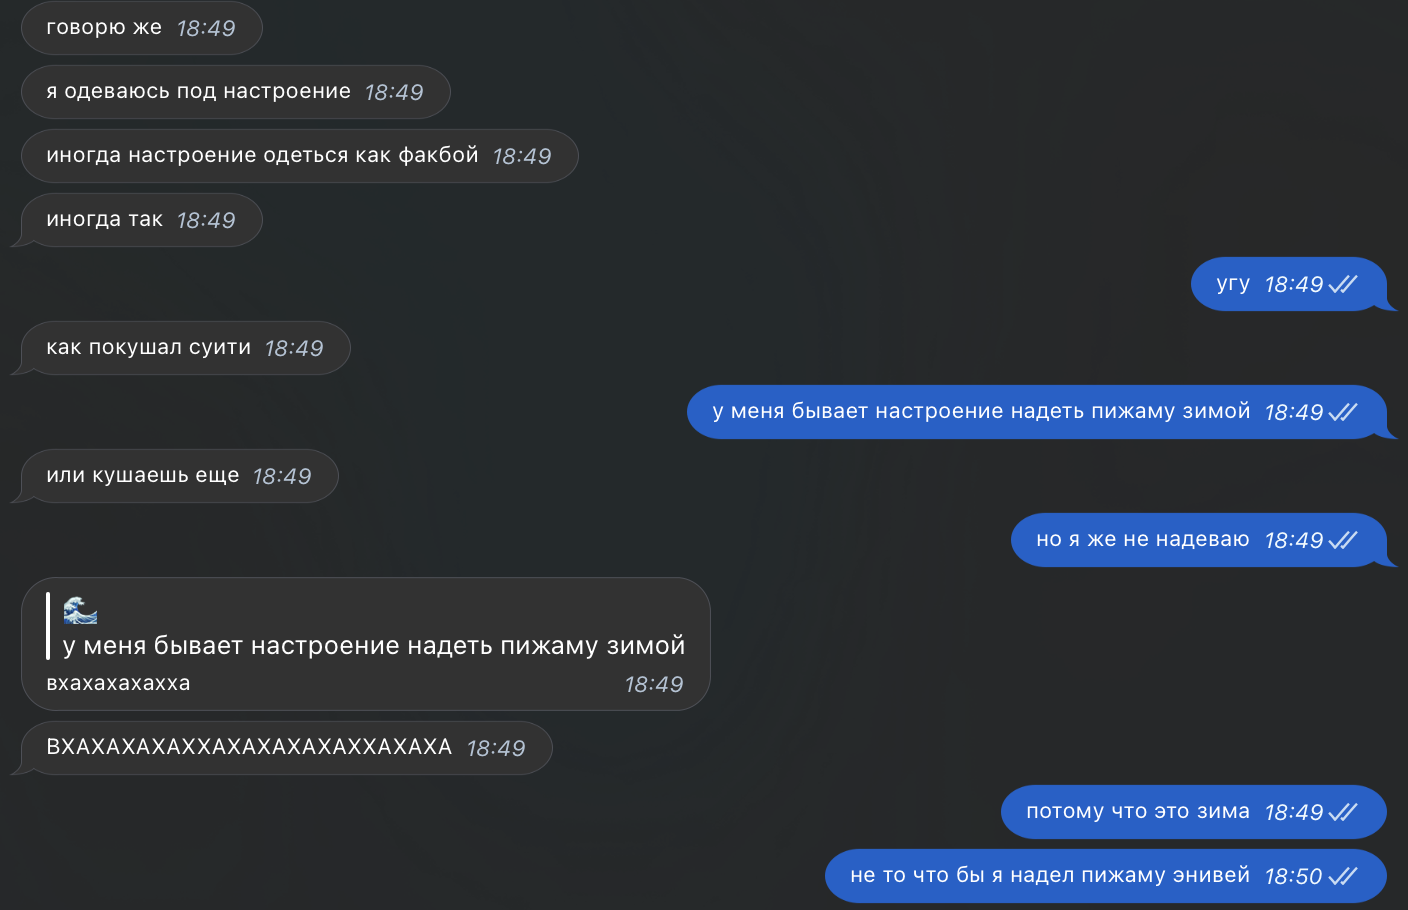 говорю же 18:49
я одеваюсь под настроение 18:49
иногда настроение одеться как факбой 18:49
иногда так 18:49
угу 18:49
как покушал суити 18:49
у меня бывает настроение надеть пижаму зимой 18:49
или кушаешь еще 18:49
но я же не надеваю 18:49
🌊
у меня бывает настроение надеть пижаму зимой
вхахахахахха 18:49
ВХАХАХАХАХХАХАХАХАХАХХАХАХА 18:49
потому что это зима 18:49
не то что бы я надел пижаму энивей 18:50